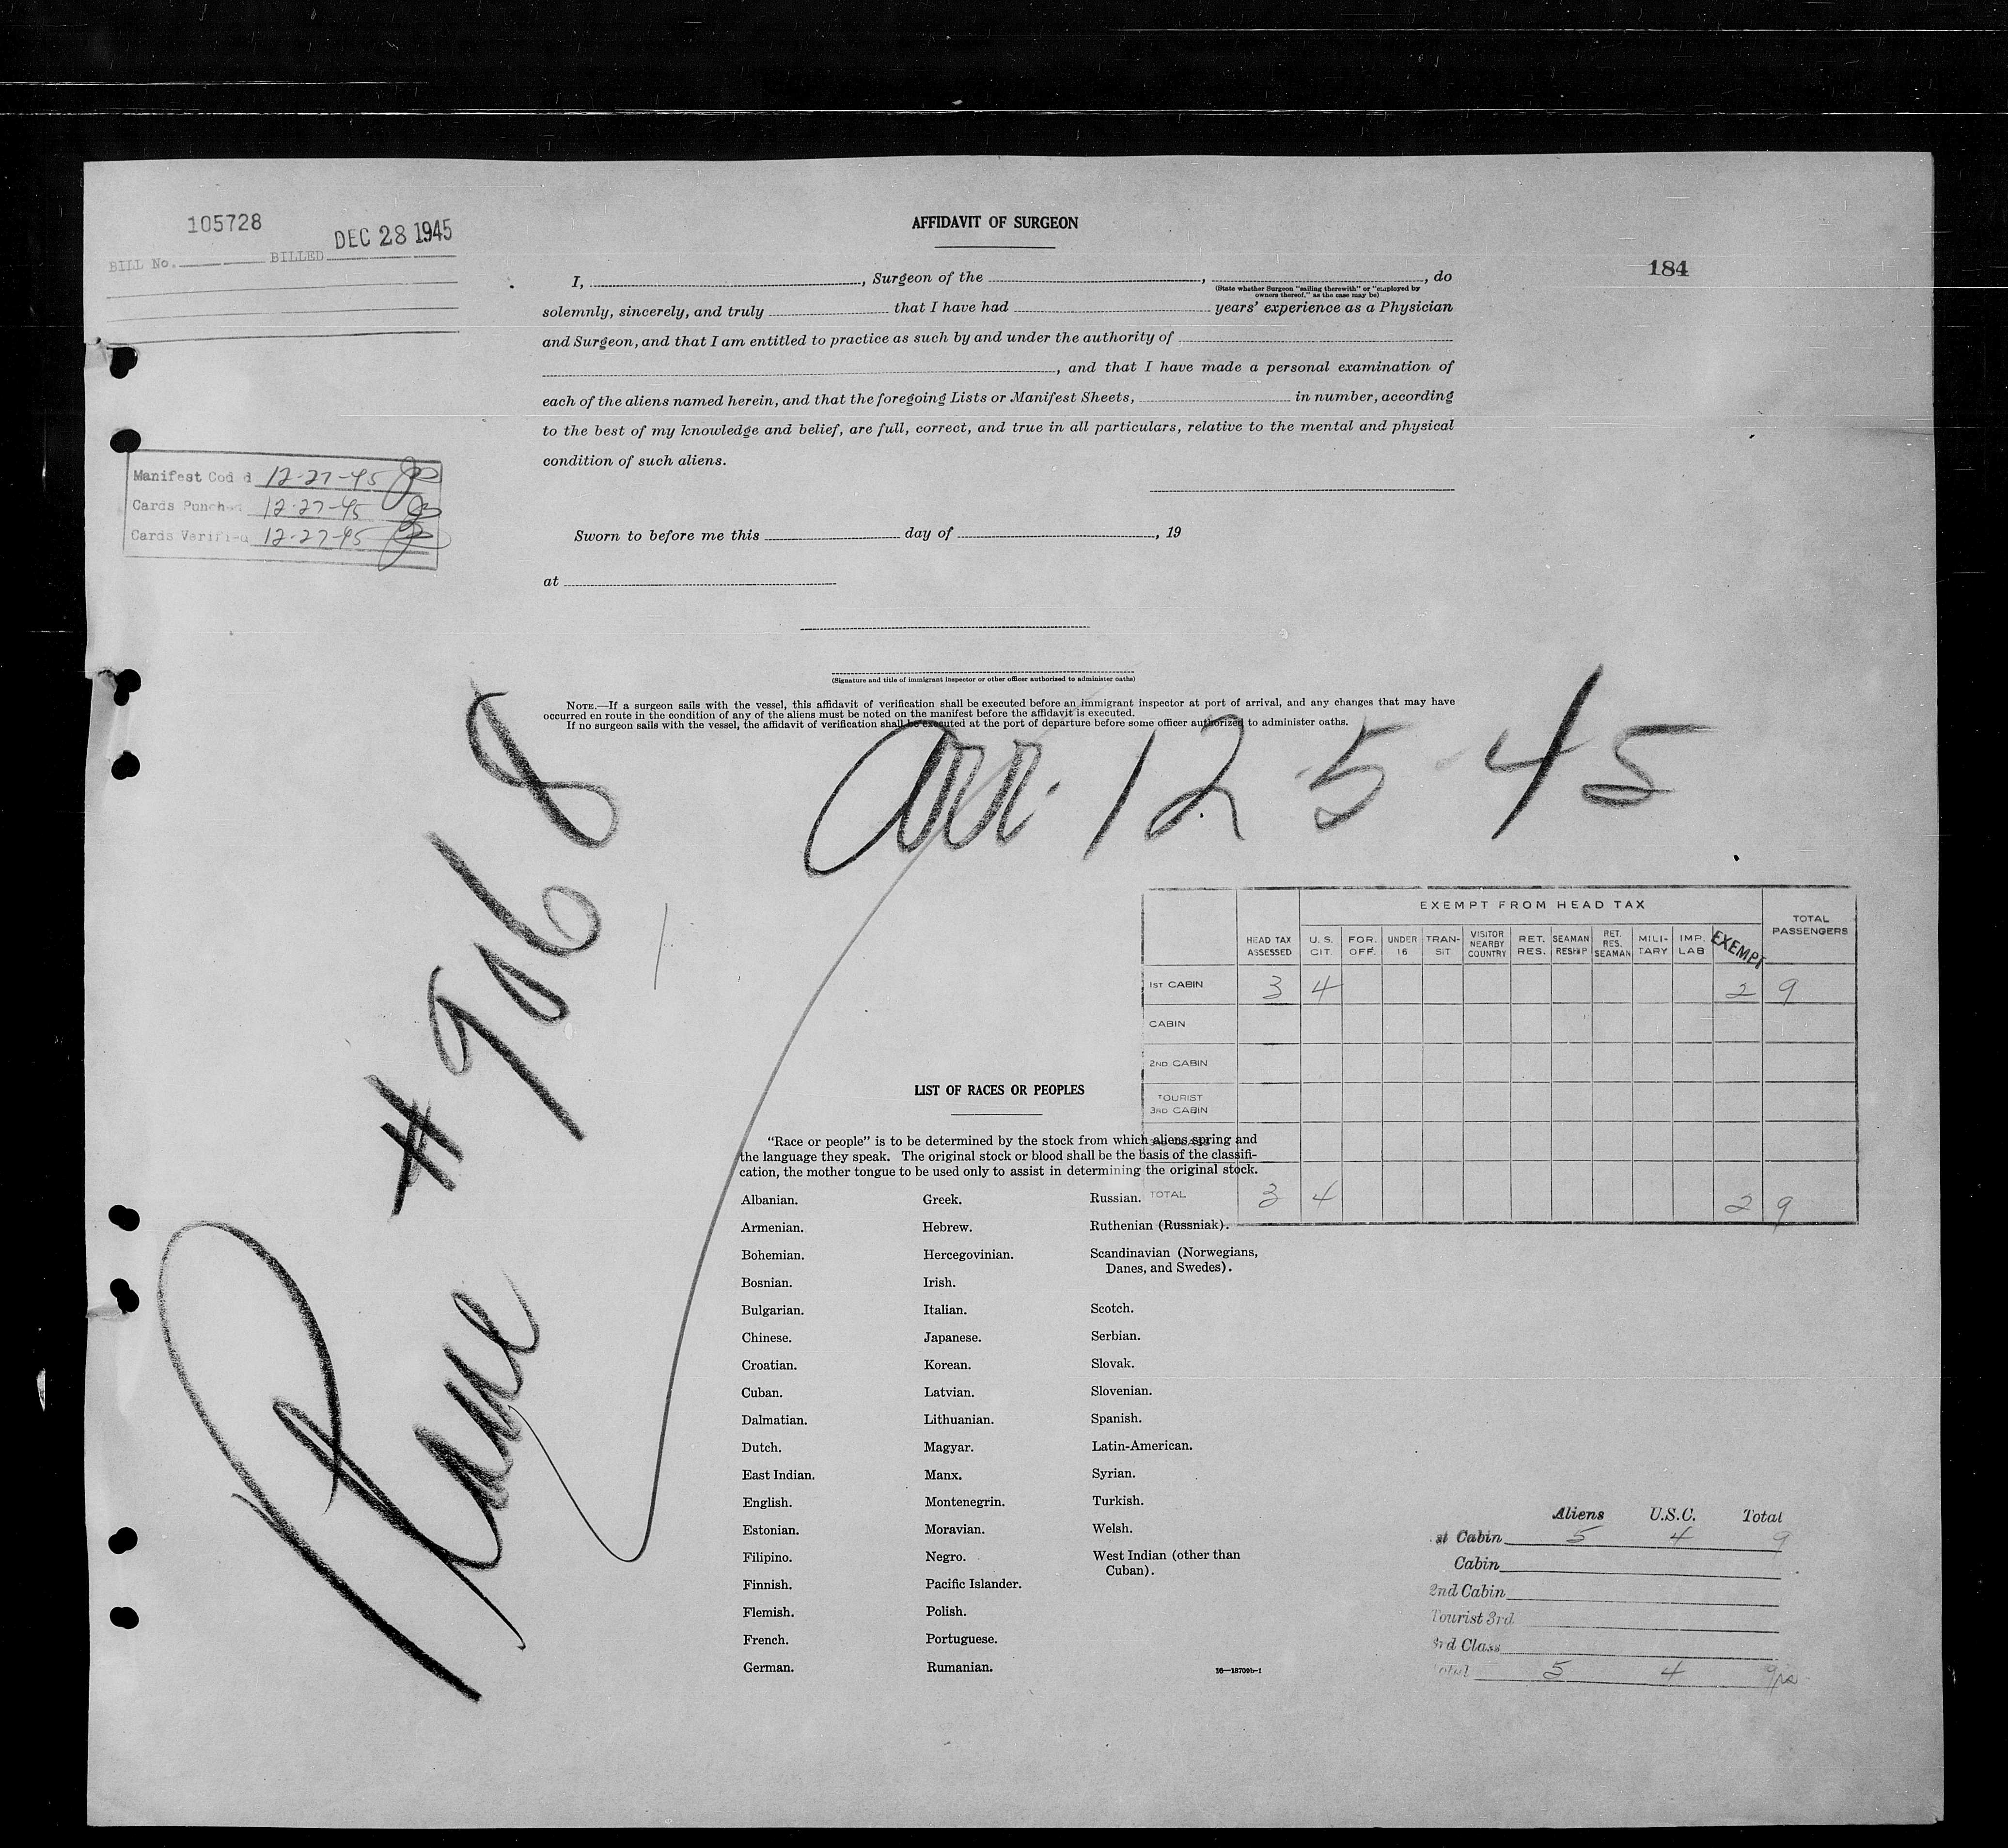 105728
BILL No. BILLED DEC 28 1945
AFFIDAVIT OF SURGEON
184
I, , Surgeon of the , , do
(State whether Surgeon "sailing therewith" or "employed by
owners thereof," as the case may be)
solemnly, sincerely, and truly that I have had years' experience as a Physician
and Surgeon, and that I am entitled to practice as such by and under the authority of
, and that I have made a personal examination of
each of the aliens named herein, and that the foregoing Lists or Manifest Sheets, in number, according
to the best of my knowledge and belief, are full, correct, and true in all particulars, relative to the mental and physical
condition of such aliens.
Manifest Cod d 12-27-45
Cards Punched 12-27-45
Cards Verified 12-27-45
Sworn to before me this day of , 19
at
(Signature and title of immigrant inspector or other officer authorized to administer oaths)
NOTE.—If a surgeon sails with the vessel, this affidavit of verification shall be executed before an immigrant inspector at port of arrival, and any changes that may have
occurred en route in the condition of any of the aliens must be noted on the manifest before the affidavit is executed.
If no surgeon sails with the vessel, the affidavit of verification shall be executed at the port of departure before some officer authorized to administer oaths.
Arr. 12 5 45
Plane # 9068
EXEMPT FROM HEAD TAX
HEAD TAX ASSESSED U. S. CIT. FOR. OFF. UNDER 16 TRAN-SIT VISITOR NEARBY COUNTRY RET. RES. SEAMAN RESHIP RET. RES. SEAMAN MILI-TARY IMP. LAB EXEMPT TOTAL PASSENGERS
1ST CABIN 3 4 2 9
CABIN
2ND CABIN
TOURIST
3RD CABIN
TOTAL 3 4 2 9
LIST OF RACES OR PEOPLES
"Race or people" is to be determined by the stock from which aliens spring and
the language they speak. The original stock or blood shall be the basis of the classifi-
cation, the mother tongue to be used only to assist in determining the original stock.
Albanian.
Armenian.
Bohemian.
Bosnian.
Bulgarian.
Chinese.
Croatian.
Cuban.
Dalmatian.
Dutch.
East Indian.
English.
Estonian.
Filipino.
Finnish.
Flemish.
French.
German.
Greek.
Hebrew.
Hercegovinian.
Irish.
Italian.
Japanese.
Korean.
Latvian.
Lithuanian.
Magyar.
Manx.
Montenegrin.
Moravian.
Negro.
Pacific Islander.
Polish.
Portuguese.
Rumanian.
Russian.
Ruthenian (Russniak).
Scandinavian (Norwegians,
Danes, and Swedes).
Scotch.
Serbian.
Slovak.
Slovenian.
Spanish.
Latin-American.
Syrian.
Turkish.
Welsh.
West Indian (other than
Cuban).
16—18709b-1
Aliens U.S.C. Total
st Cabin 5 4 9
Cabin
2nd Cabin
Tourist 3rd
3rd Class
Total 5 4 9